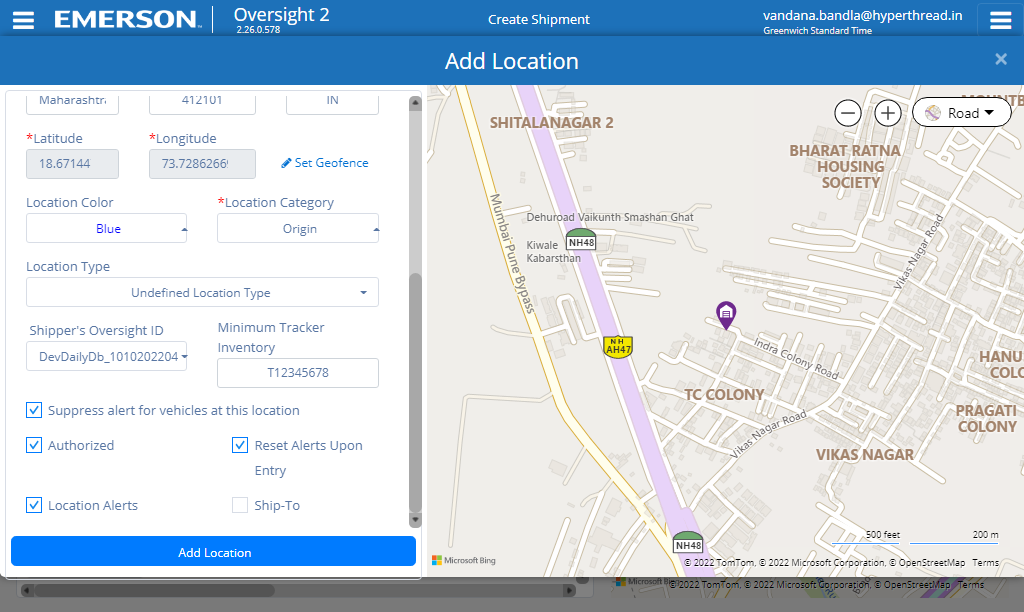 EMERSON
Oversight 2
2.26.0.578
Create Shipment
vandana.bandla@hyperthread.in
Greenwich Standard Time
Add Location
×
412101
IN
*Latitude
*Longitude
18.67144
Set Geofence
Location Color
*Location Category
Blue
Origin
Location Type
Undefined Location Type
Shipper's Oversight ID
Minimum Tracker
Inventory
DevDailyDb_1010202204
T12345678
Suppress alert for vehicles at this location
Authorized
Reset Alerts Upon
Entry
Location Alerts
Ship-To
Add Location
Road
SHITALANAGAR 2
BHARAT RATNA
HOUSING
SOCIETY
Mumbai Pune Bypass
Dehuroad Vaikunth Smashan Ghat
Kiwale
Kabarsthan
NH48
Vikas Nagar Road
NH
AH47
Indra Colony Road
TC COLONY
PRAGATI
COLONY
Vikas Nagar Road
VIKAS NAGAR
NH48
500 feet
200 m
Microsoft Bing
© 2022 TomTom, © 2022 Microsoft Corporation, © OpenStreetMap Terms
© 2022 TomTom, © 2022 Microsoft Corporation, © OpenStreetMap Terms